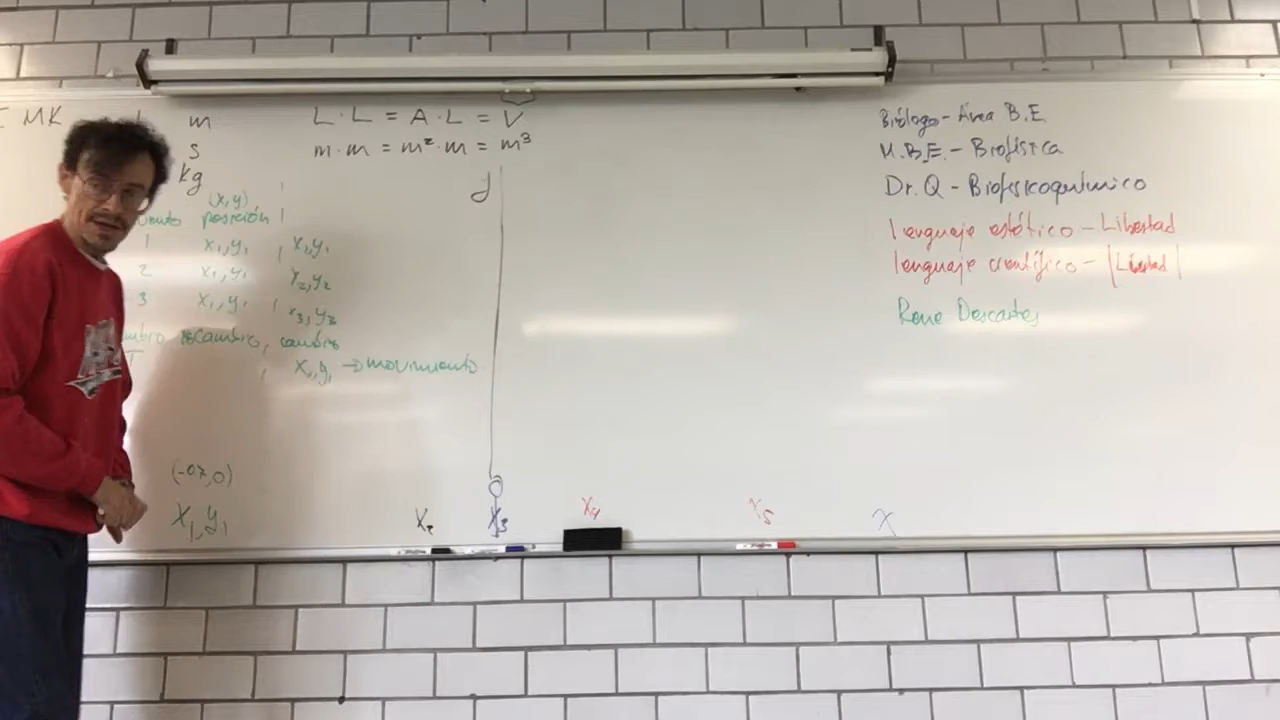 MK m L · L = A · L = V
s m · m = m² · m = m³
kg y
(x,y)
posición
1 x₁,y₁ x₁,y₁
2 x₁,y₁ x₂,y₂
3 x₁,y₁ x₃,y₃
cambio
x₁,y₁ → movimiento
(-07,0)
x₁,y₁ x₂ x₃ x₄ x₅ x
Biólogo - Área B.E.
M.B.E. - Biofísica
Dr. Q - Biofisicoquímico
lenguaje estético - Libertad
lenguaje científico - |Libertad|
Rene Descartes